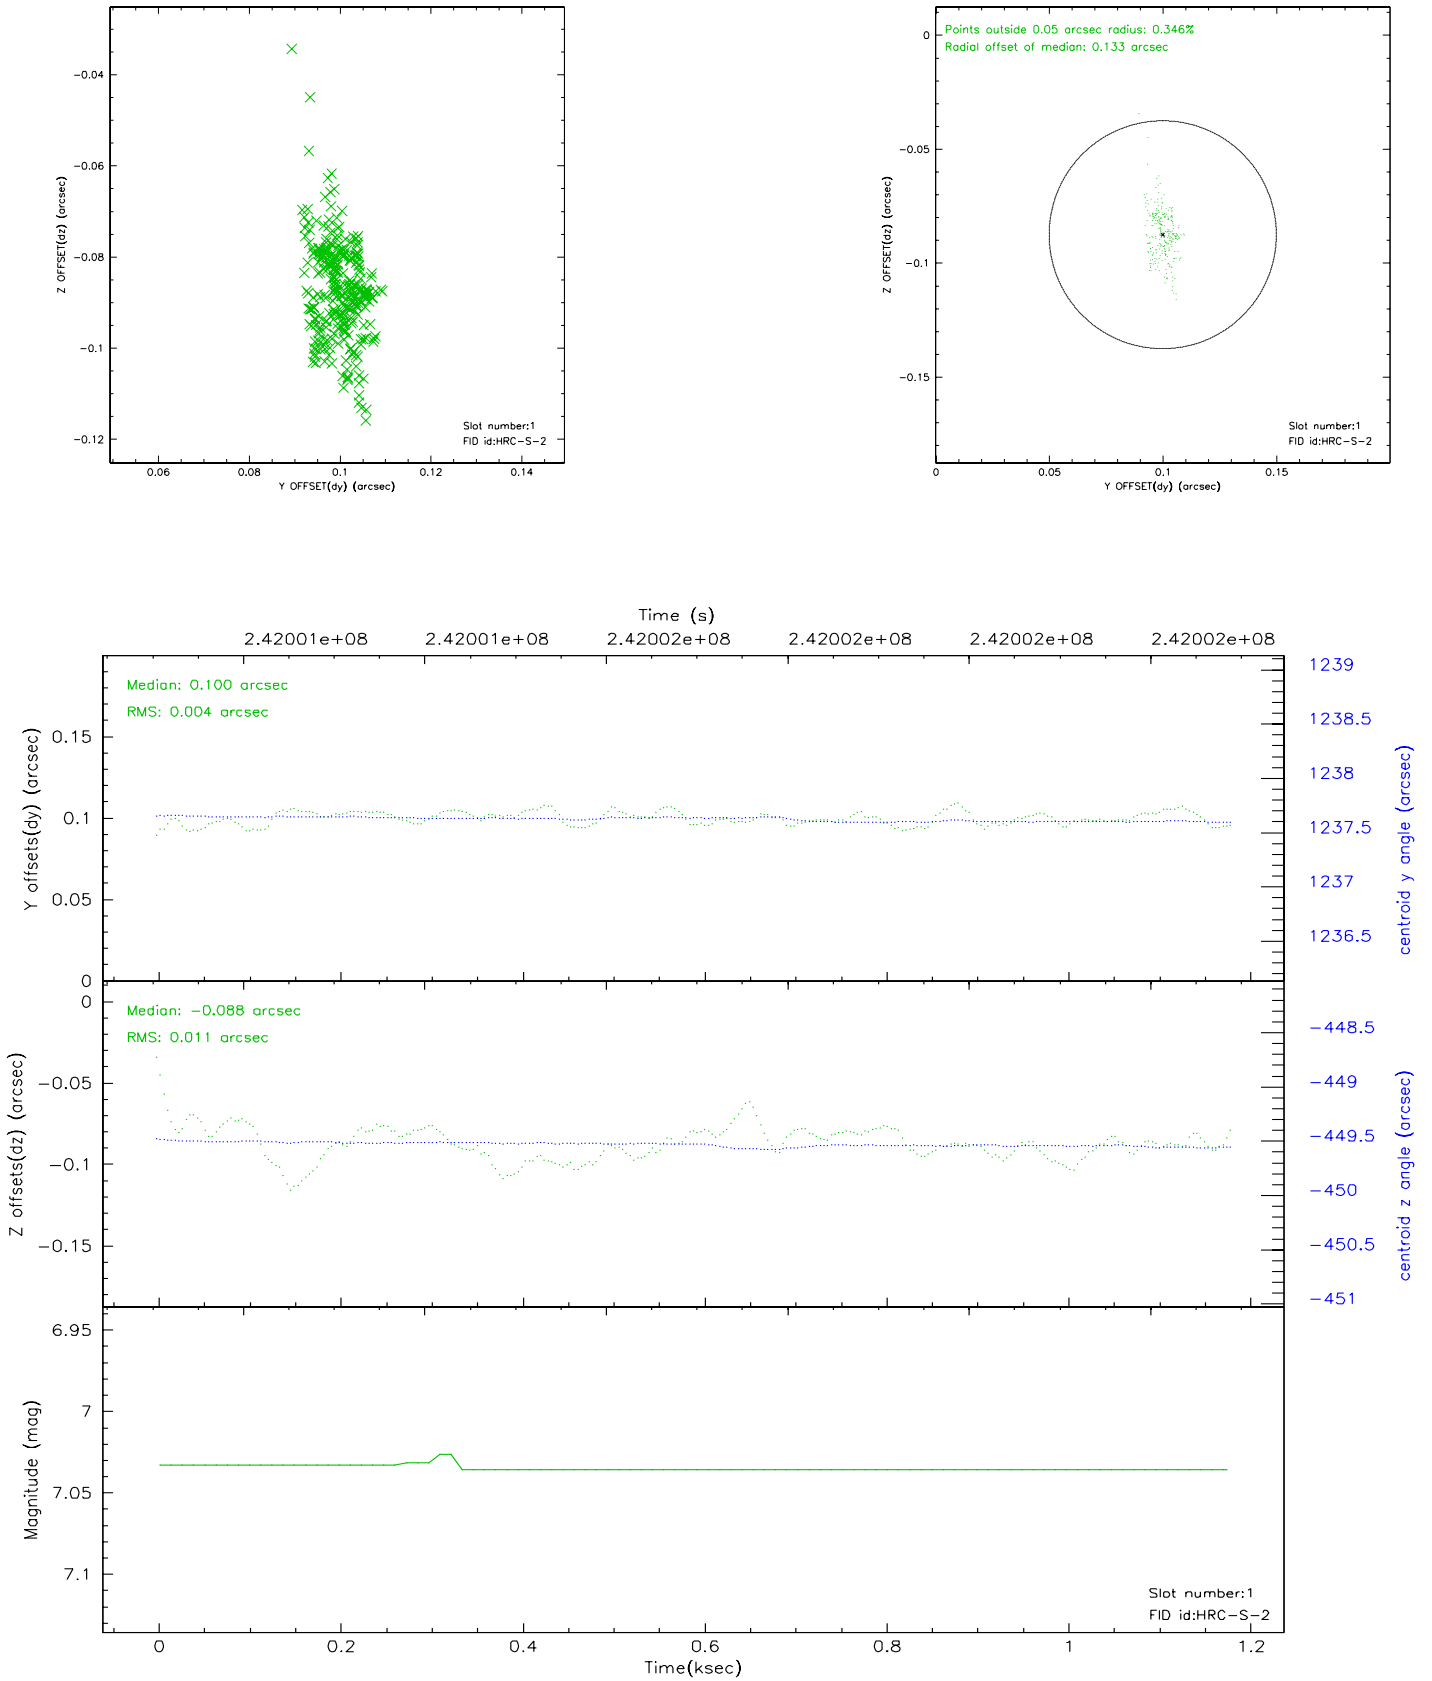 −0.04
−0.06
−0.08
−0.1
−0.12
Z OFFSET(dz) (arcsec)
Slot number:1
FID id:HRC−S−2
0.06 0.08 0.1 0.12 0.14
Y OFFSET(dy) (arcsec)
Points outside 0.05 arcsec radius: 0.346%
Radial offset of median: 0.133 arcsec
0
−0.05
−0.1
−0.15
Z OFFSET(dz) (arcsec)
Slot number:1
FID id:HRC−S−2
0 0.05 0.1 0.15
Y OFFSET(dy) (arcsec)
Time (s)
2.42001e+08 2.42001e+08 2.42002e+08 2.42002e+08 2.42002e+08 2.42002e+08
Median: 0.100 arcsec
RMS: 0.004 arcsec
0.15
0.1
0.05
0
Y offsets(dy) (arcsec)
1239
1238.5
1238
1237.5
1237
1236.5
centroid y angle (arcsec)
Median: −0.088 arcsec
RMS: 0.011 arcsec
0
−0.05
−0.1
−0.15
Z offsets(dz) (arcsec)
−448.5
−449
−449.5
−450
−450.5
−451
centroid z angle (arcsec)
6.95
7
7.05
7.1
Magnitude (mag)
Slot number:1
FID id:HRC−S−2
0 0.2 0.4 0.6 0.8 1 1.2
Time(ksec)